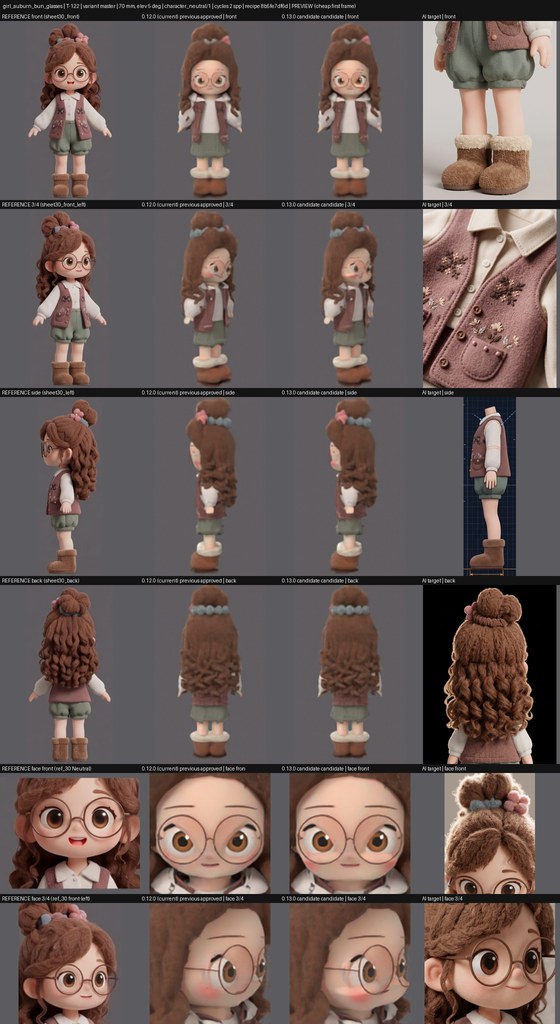 girl_auburn_bun_glasses | T-122 | variant master | 70 mm, elev 5 deg | character_neutral/1 | cycles 2 spp | recipe 8b6fe7dffid | PREVIEW (cheap first frame)
REFERENCE (sheet30_front) 0.12.0 (current) previous approved | front 0.13.0 candidate candidate | front AI target | front
REFERENCE 3/4 (sheet30_front_left) 0.12.0 (current) previous approved | 3/4 0.13.0 candidate candidate | 3/4 AI target | 3/4
REFERENCE side (sheet30_left) 0.12.0 (current) previous approved | side 0.13.0 candidate candidate | side AI target | side
REFERENCE back (sheet30_back) 0.12.0 (current) previous approved | back 0.13.0 candidate candidate | back AI target | back
REFERENCE face front (ref_30 Neutral) 0.12.0 (current) previous approved | face fron 0.13.0 candidate candidate | face front AI target | face front
REFERENCE face 3/4 (ref_30 front-left) 0.12.0 (current) previous approved | face 3/4 0.13.0 candidate candidate | face 3/4 AI target | face 3/4